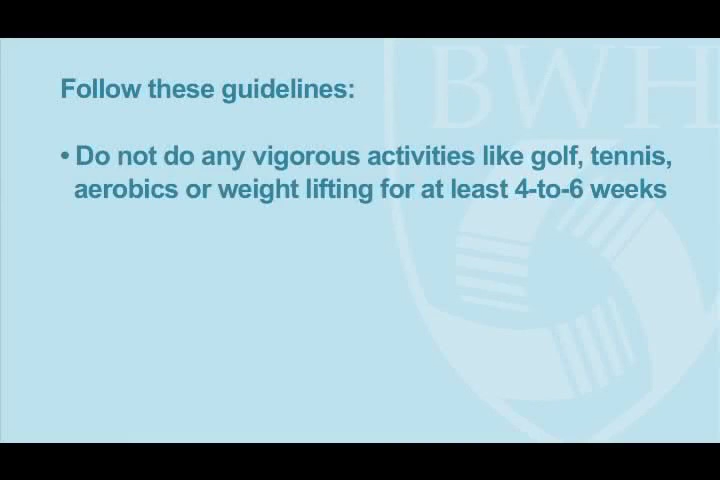 BWH
Follow these guidelines:
• Do not do any vigorous activities like golf, tennis,
aerobics or weight lifting for at least 4-to-6 weeks